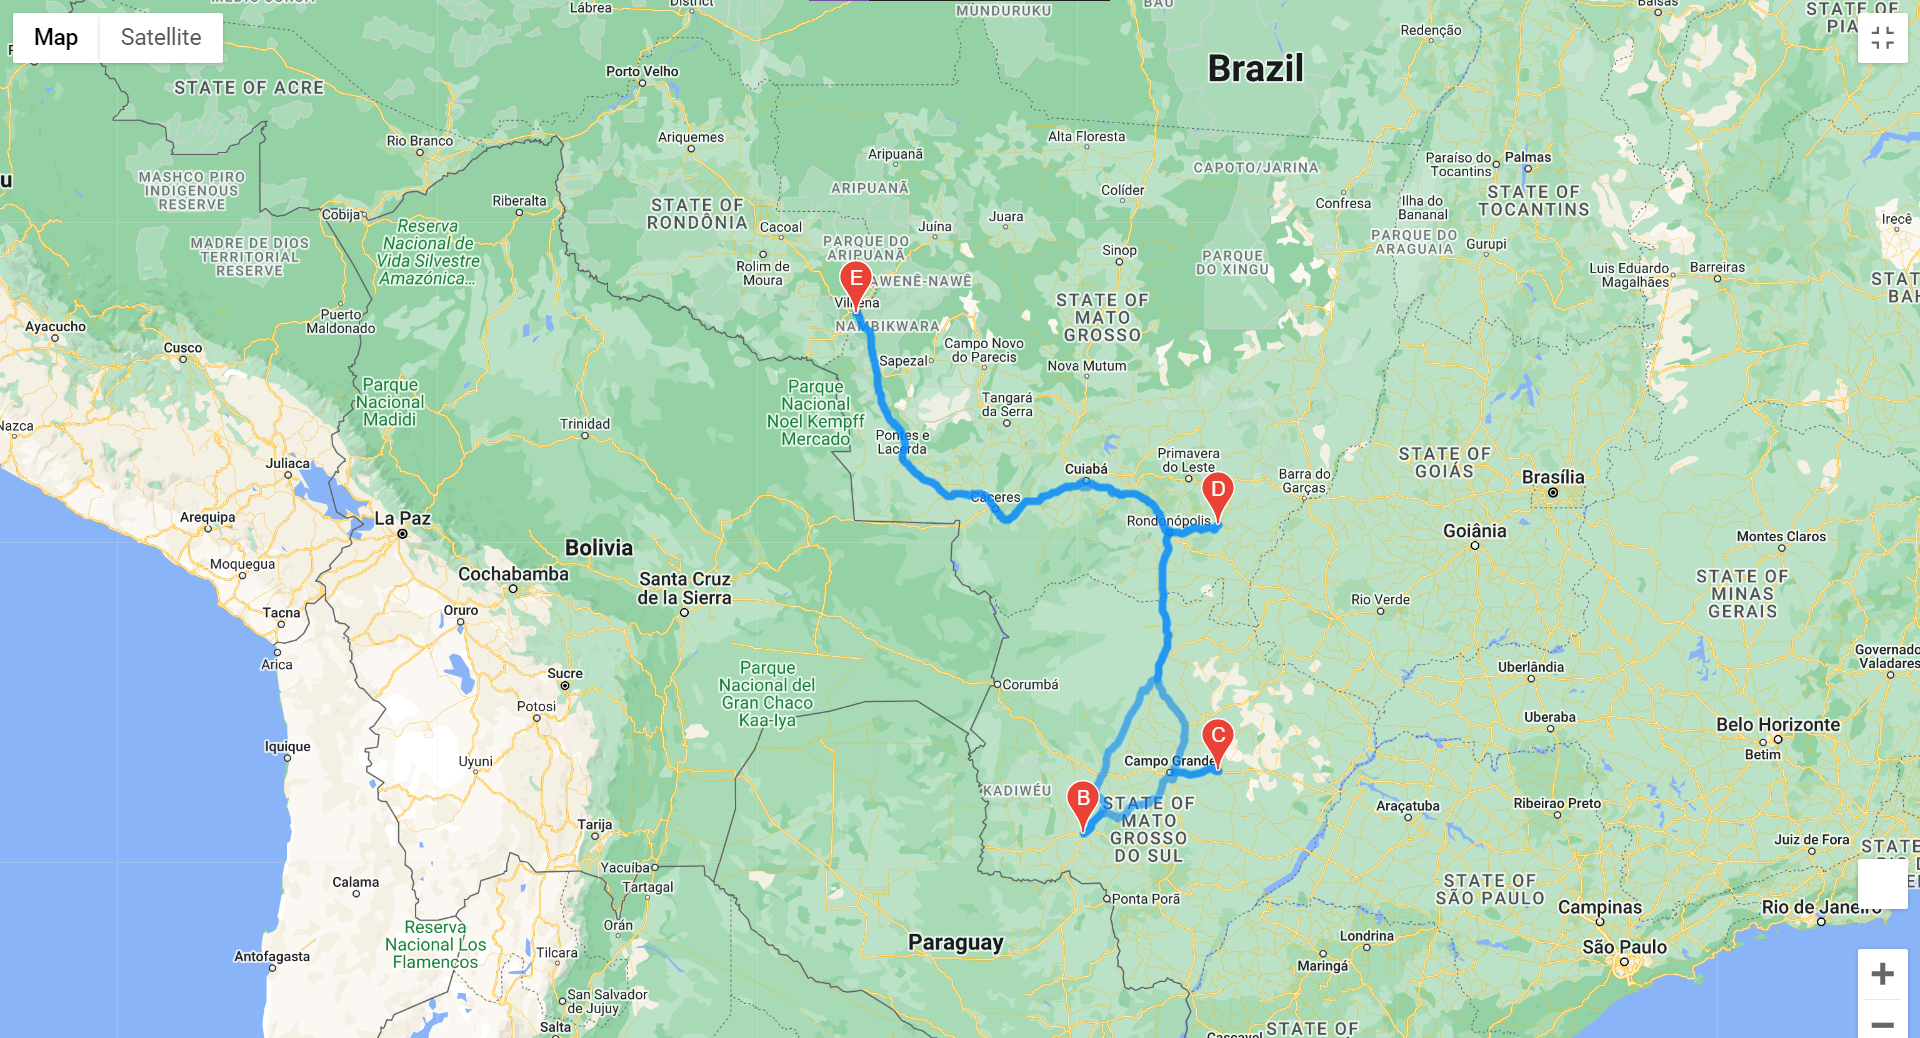 Map
Satellite
Brazil
STATE OF ACRE
Lábrea
District
MUNDURUKU
BAÚ
Redenção
Balsas
STATE OF
Porto Velho
Rio Branco
Ariquemes
Alta Floresta
Aripuanã
ARIPUANÃ
CAPOTO/JARINA
Paraíso do
Tocantins
Palmas
STATE OF
TOCANTINS
MASHCO PIRO
INDIGENOUS
RESERVE
Cobija
Riberalta
STATE OF
RONDÔNIA
Colíder
Confresa
Ilha do
Bananal
Irecê
Reserva
Nacional de
Vida Silvestre
Amazónica...
MADRE DE DIOS
TERRITORIAL
RESERVE
Cacoal
Juína
Juara
Sinop
PARQUE DO
ARIPUANÃ
PARQUE
DO XINGU
PARQUE DO
ARAGUAIA
Gurupi
Rolim de
Moura
E
AWENÊ-NAWÊ
Luis Eduardo
Magalhães
Barreiras
STATE OF
MATO
GROSSO
NAMBIKWARA
Puerto
Maldonado
Ayacucho
Cusco
Sapezal
Campo Novo
do Parecis
Nova Mutum
Parque
Nacional
Madidi
Parque
Nacional
Noel Kempff
Mercado
Tangará
da Serra
Nazca
Trinidad
Pontes e
Lacerda
Juliaca
Cuiabá
Primavera
do Leste
Barra do
Garças
STATE OF
GOIÁS
Brasília
D
Cáceres
Arequipa
La Paz
Rondonópolis
Goiânia
Montes Claros
Bolivia
Moquegua
Cochabamba
Santa Cruz
de la Sierra
STATE OF
MINAS
GERAIS
Tacna
Oruro
Rio Verde
Arica
Sucre
Parque
Nacional del
Gran Chaco
Kaa-Iya
Corumbá
Uberlândia
Governado
Valadares
Potosi
Uberaba
Belo Horizonte
Betim
Iquique
Uyuni
C
Campo Grande
KADIWÉU
B
STATE OF
MATO
GROSSO
DO SUL
Araçatuba
Ribeirao Preto
Tarija
Juiz de Fora
STATE
Yacuíba
Tartagal
Calama
STATE OF
SÃO PAULO
Ponta Porã
Campinas
Rio de Janeiro
Reserva
Nacional Los
Flamencos
Orán
Paraguay
Londrina
São Paulo
Antofagasta
Tilcara
Maringá
San Salvador
de Jujuy
Salta
STATE OF